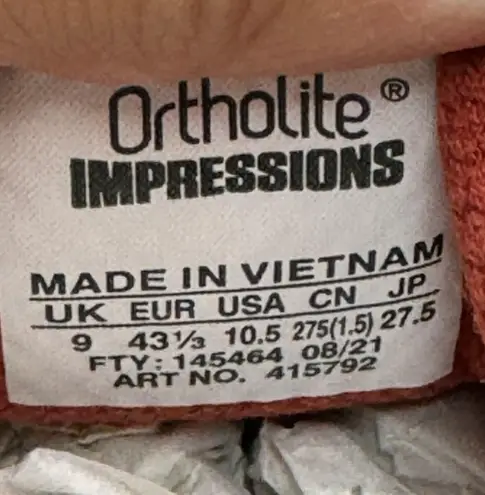 Ortholite®
IMPRESSIONS
MADE IN VIETNAM
UK EUR USA CN JP
9 43⅓ 10.5 275(1,5) 27.5
FTY: 145464 08/21
ART NO. 415792